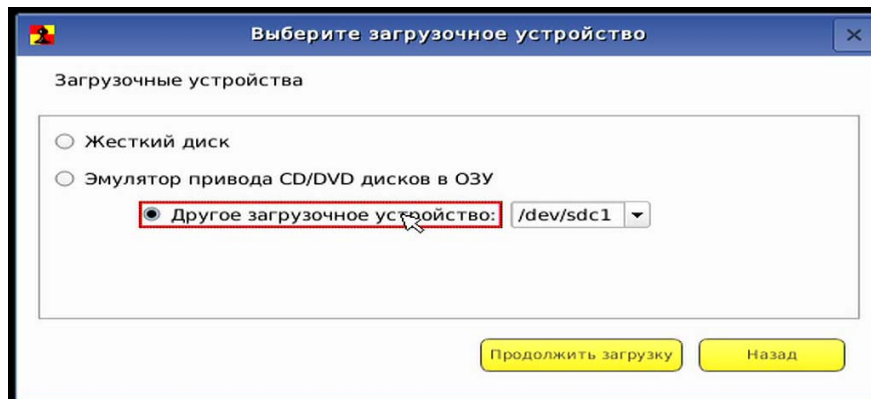 Выберите загрузочное устройство
Загрузочные устройства
Жесткий диск
Эмулятор привода CD/DVD дисков в ОЗУ
Другое загрузочное устройство: /dev/sdc1
Продолжить загрузку Назад